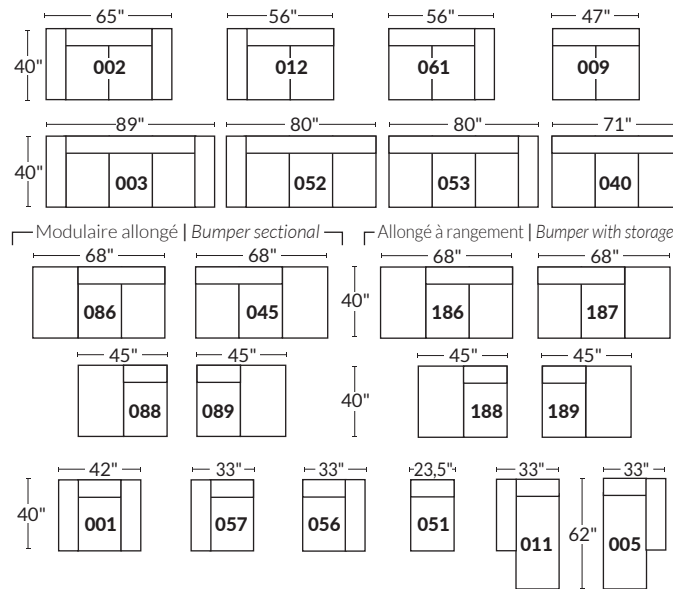 65" 56" 56" 47"
40" 002 012 061 009
89" 80" 80" 71"
40" 003 052 053 040
Modulaire allongé | Bumper sectional Allongé à rangement | Bumper with storage
68" 68" 68" 68"
086 045 40" 186 187
45" 45" 45" 45"
088 089 40" 188 189
42" 33" 33" 23,5" 33" 33"
40" 001 057 056 051 011 62" 005